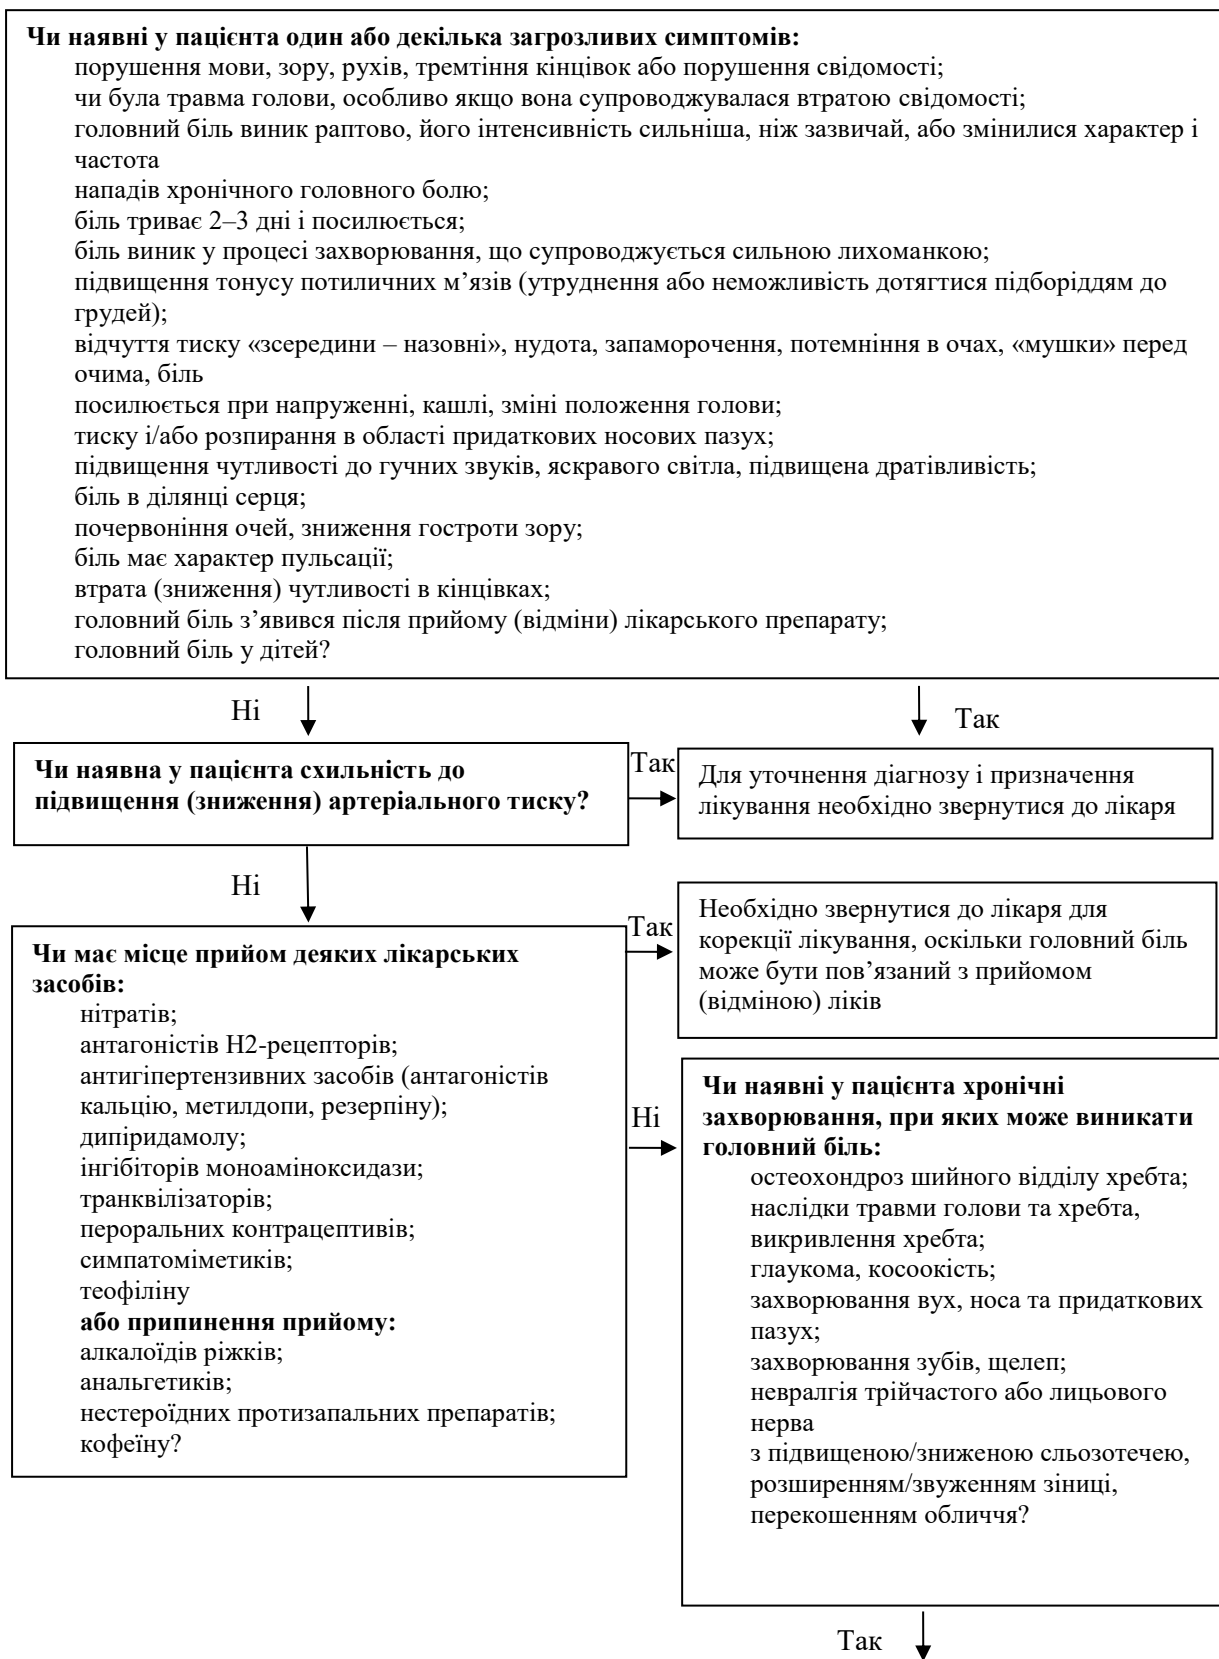 Чи наявні у пацієнта один або декілька загрозливих симптомів:
порушення мови, зору, рухів, тремтіння кінцівок або порушення свідомості;
чи була травма голови, особливо якщо вона супроводжувалася втратою свідомості;
головний біль виник раптово, його інтенсивність сильніша, ніж зазвичай, або змінилися характер і
частота
нападів хронічного головного болю;
біль триває 2–3 дні і посилюється;
біль виник у процесі захворювання, що супроводжується сильною лихоманкою;
підвищення тонусу потиличних м’язів (утруднення або неможливість дотягтися підборіддям до
грудей);
відчуття тиску «зсередини – назовні», нудота, запаморочення, потемніння в очах, «мушки» перед
очима, біль
посилюється при напруженні, кашлі, зміні положення голови;
тиску і/або розпирання в області придаткових носових пазух;
підвищення чутливості до гучних звуків, яскравого світла, підвищена дратівливість;
біль в ділянці серця;
почервоніння очей, зниження гостроти зору;
біль має характер пульсації;
втрата (зниження) чутливості в кінцівках;
головний біль з’явився після прийому (відміни) лікарського препарату;
головний біль у дітей?
Ні
Так
Чи наявна у пацієнта схильність до
підвищення (зниження) артеріального тиску?
Так
Для уточнення діагнозу і призначення
лікування необхідно звернутися до лікаря
Ні
Чи має місце прийом деяких лікарських
засобів:
нітратів;
антагоністів Н2-рецепторів;
антигіпертензивних засобів (антагоністів
кальцію, метилдопи, резерпіну);
дипіридамолу;
інгібіторів моноаміноксидази;
транквілізаторів;
пероральних контрацептивів;
симпатоміметиків;
теофіліну
або припинення прийому:
алкалоїдів ріжків;
анальгетиків;
нестероїдних протизапальних препаратів;
кофеїну?
Так
Необхідно звернутися до лікаря для
корекції лікування, оскільки головний біль
може бути пов’язаний з прийомом
(відміною) ліків
Ні
Чи наявні у пацієнта хронічні
захворювання, при яких може виникати
головний біль:
остеохондроз шийного відділу хребта;
наслідки травми голови та хребта,
викривлення хребта;
глаукома, косоокість;
захворювання вух, носа та придаткових
пазух;
захворювання зубів, щелеп;
невралгія трійчастого або лицьового
нерва
з підвищеною/зниженою сльозотечею,
розширенням/звуженням зіниці,
перекошенням обличчя?
Так